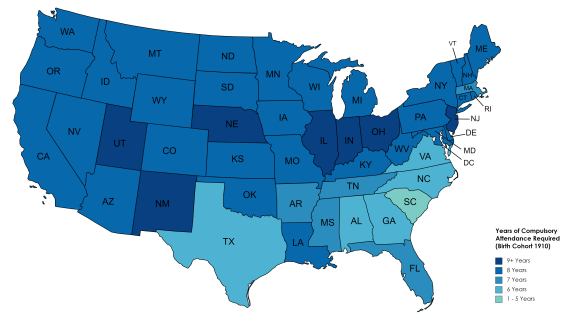 WA
MT
ND
MN
VT
ME
OR
ID
SD
WI
MI
NY
NH
MA
CT
RI
WY
NE
IA
PA
NJ
NV
UT
CO
IL
IN
OH
DE
MD
DC
CA
KS
MO
KY
WV
VA
AZ
NM
OK
AR
TN
NC
SC
TX
LA
MS
AL
GA
FL
Years of Compulsory
Attendance Required
(Birth Cohort 1910)
9+ Years
8 Years
7 Years
6 Years
1 - 5 Years